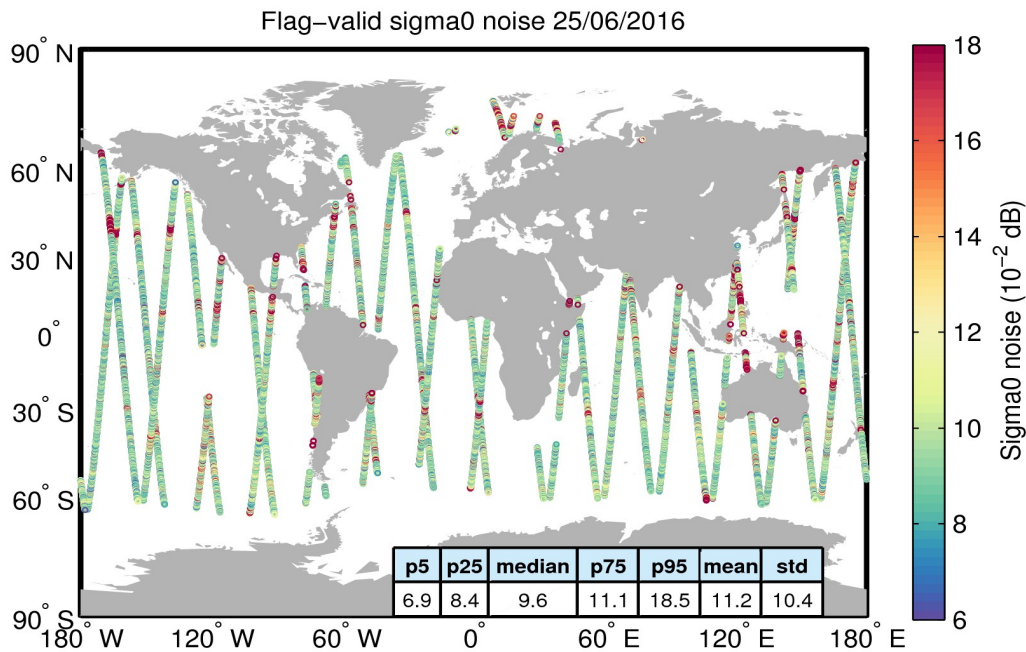 Flag−valid sigma0 noise 25/06/2016
90° N
60° N
30° N
0°
30° S
60° S
90° S
180° W
120° W
60° W
0°
60° E
120° E
180° E
p5 p25 median p75 p95 mean std
6.9 8.4 9.6 11.1 18.5 11.2 10.4
18
16
14
12
10
8
6
Sigma0 noise (10⁻² dB)